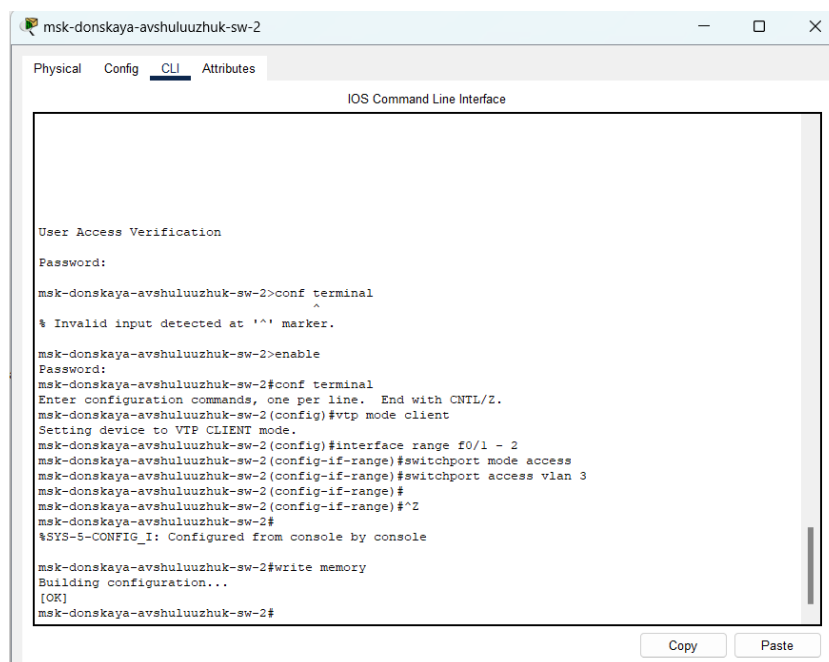 msk-donskaya-avshuluuzhuk-sw-2
Physical Config CLI Attributes
IOS Command Line Interface
User Access Verification
Password:
msk-donskaya-avshuluuzhuk-sw-2>conf terminal
^
% Invalid input detected at '^' marker.
msk-donskaya-avshuluuzhuk-sw-2>enable
Password:
msk-donskaya-avshuluuzhuk-sw-2#conf terminal
Enter configuration commands, one per line.  End with CNTL/Z.
msk-donskaya-avshuluuzhuk-sw-2(config)#vtp mode client
Setting device to VTP CLIENT mode.
msk-donskaya-avshuluuzhuk-sw-2(config)#interface range f0/1 - 2
msk-donskaya-avshuluuzhuk-sw-2(config-if-range)#switchport mode access
msk-donskaya-avshuluuzhuk-sw-2(config-if-range)#switchport access vlan 3
msk-donskaya-avshuluuzhuk-sw-2(config-if-range)#
msk-donskaya-avshuluuzhuk-sw-2(config-if-range)#^Z
msk-donskaya-avshuluuzhuk-sw-2#
%SYS-5-CONFIG_I: Configured from console by console
msk-donskaya-avshuluuzhuk-sw-2#write memory
Building configuration...
[OK]
msk-donskaya-avshuluuzhuk-sw-2#
Copy Paste